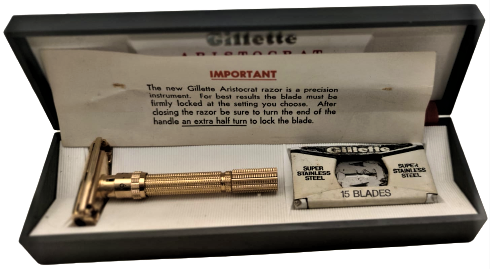 Gillette
ARISTOCRAT
IMPORTANT
The new Gillette Aristocrat razor is a precision
instrument. For best results the blade must be
firmly locked at the setting you choose. After
closing the razor be sure to turn the end of the
handle an extra half turn to lock the blade.
Gillette
SUPER STAINLESS STEEL
SUPER STAINLESS STEEL
15 BLADES